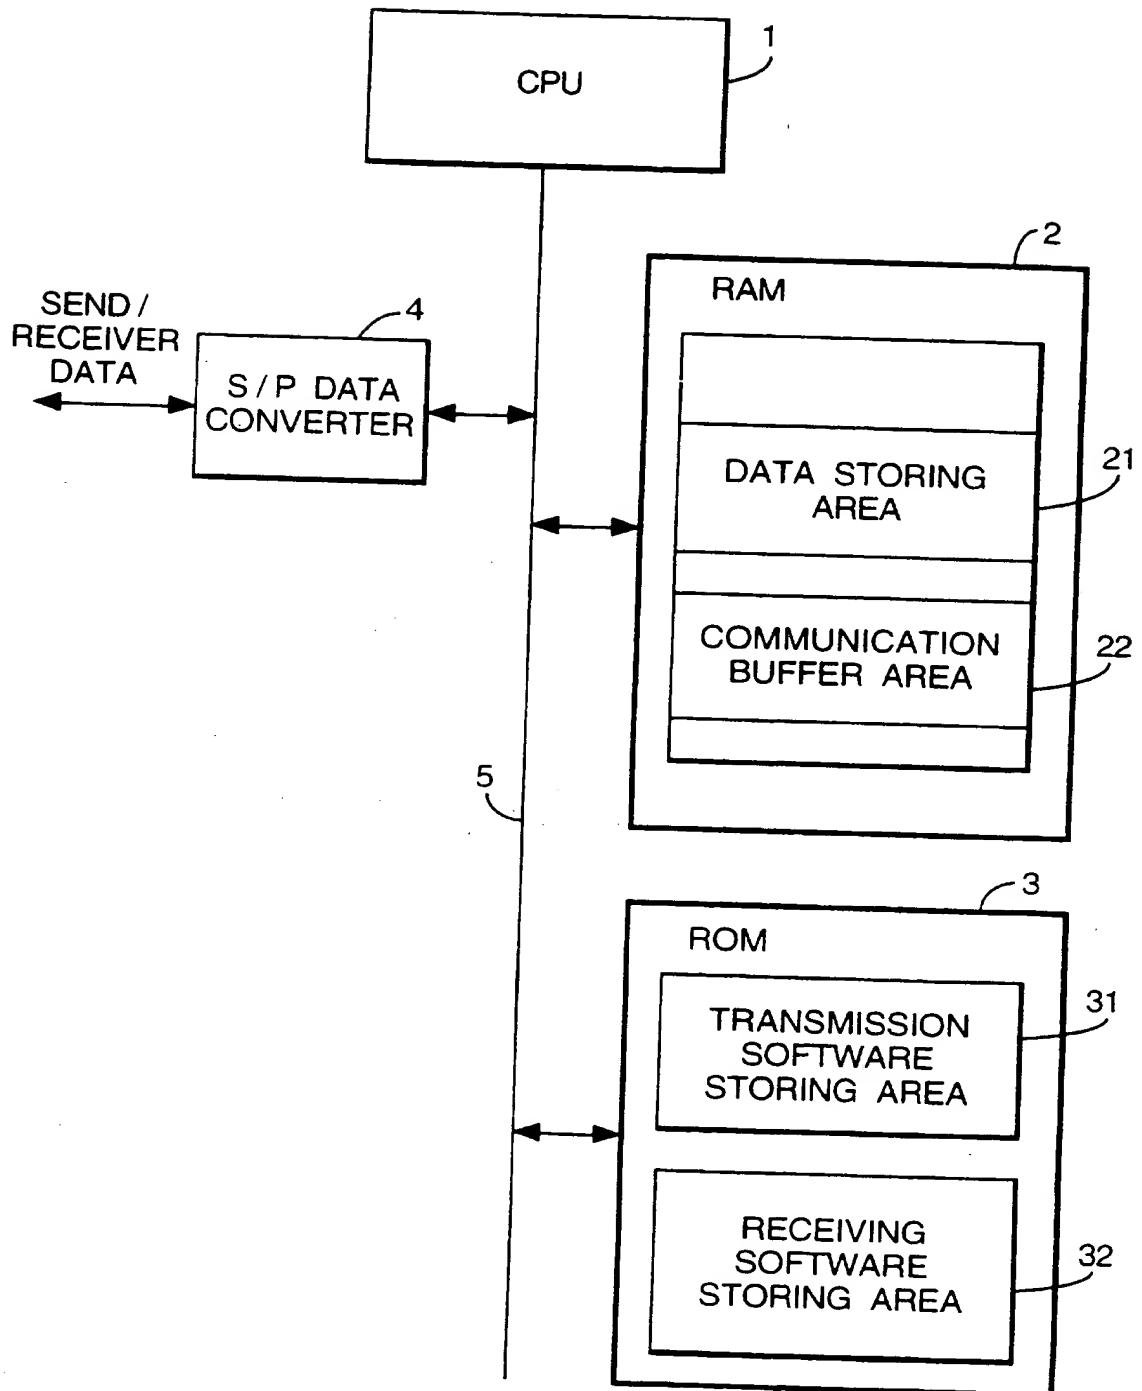 1
CPU
2
RAM
SEND /
RECEIVER
DATA
4
S / P DATA
CONVERTER
DATA STORING
AREA
21
COMMUNICATION
BUFFER AREA
22
5
3
ROM
TRANSMISSION
SOFTWARE
STORING AREA
31
RECEIVING
SOFTWARE
STORING AREA
32